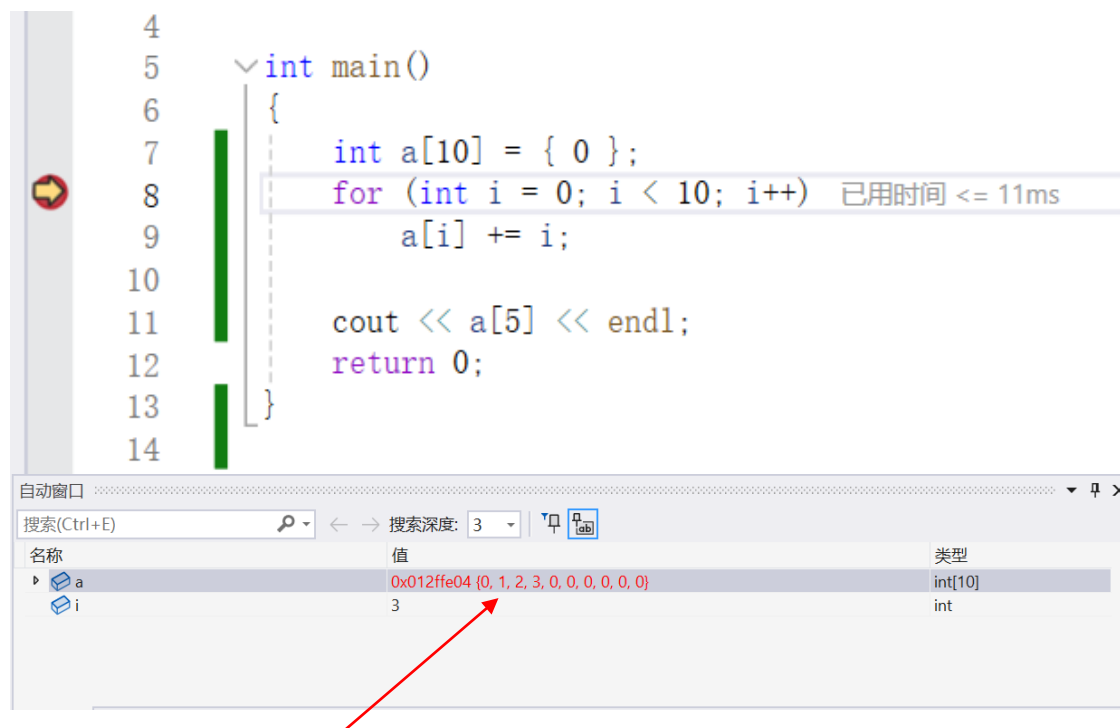 4
5 int main()
6 {
7 int a[10] = { 0 };
8 for (int i = 0; i < 10; i++) 已用时间 <= 11ms
9 a[i] += i;
10
11 cout << a[5] << endl;
12 return 0;
13 }
14
自动窗口
搜索(Ctrl+E) 搜索深度: 3
名称 值 类型
a 0x012ffe04 {0, 1, 2, 3, 0, 0, 0, 0, 0, 0} int[10]
i 3 int